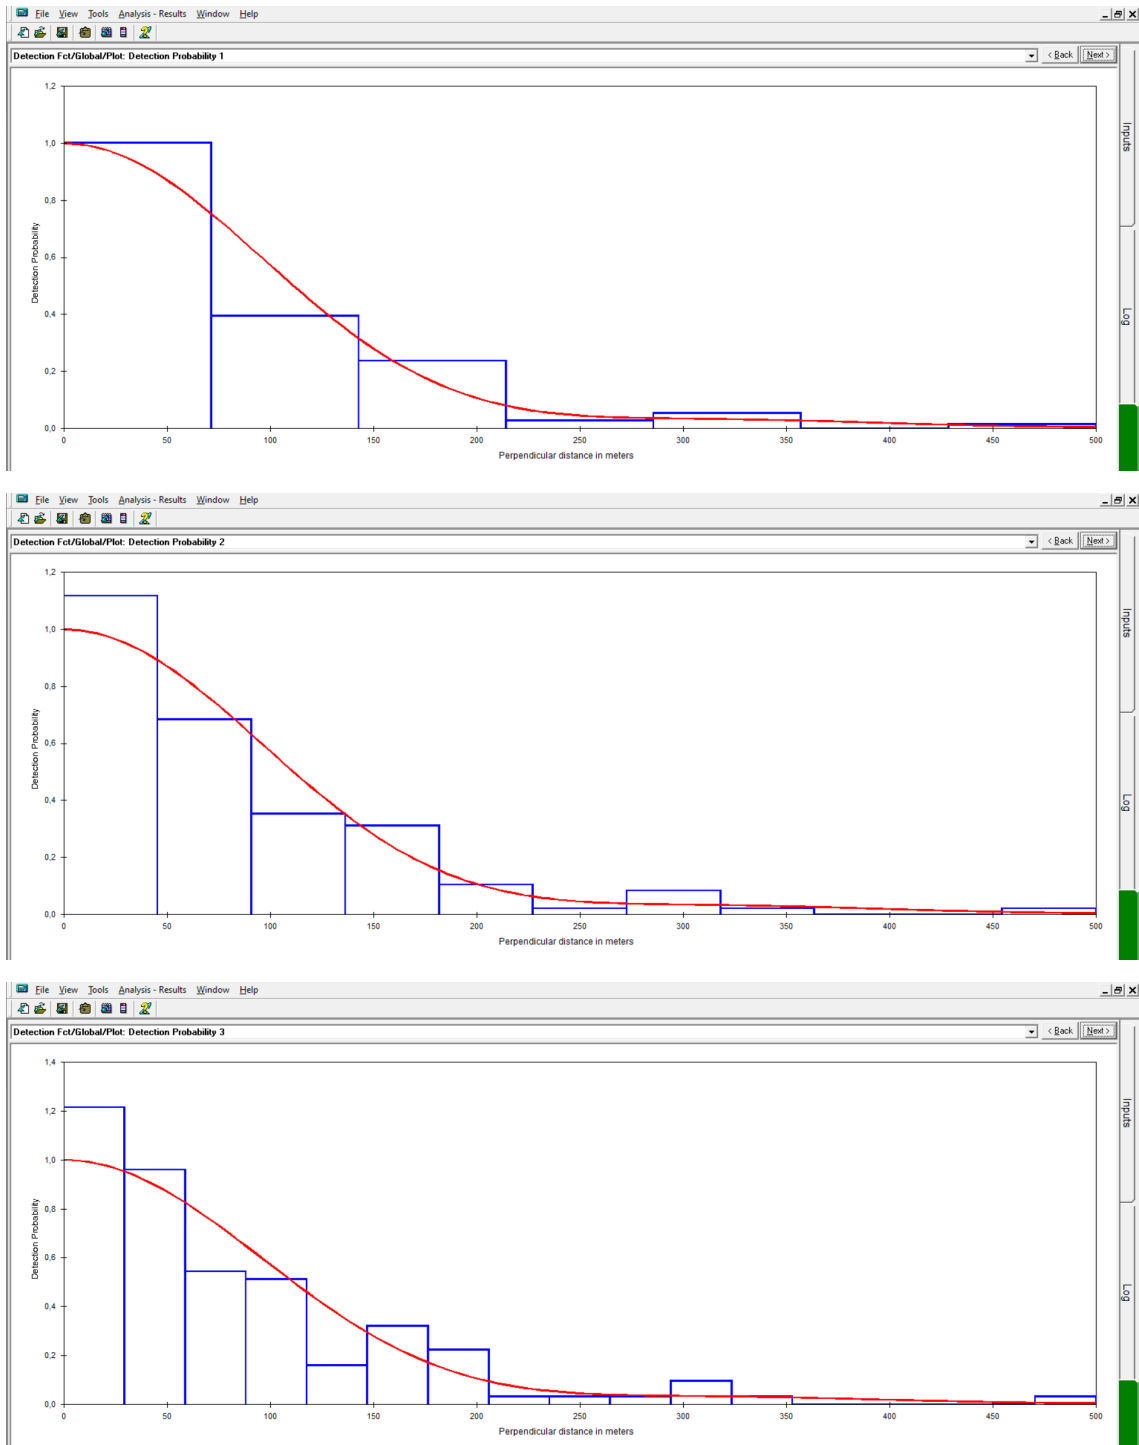 File View Tools Analysis - Results Window Help
Detection Fct/Global/Plot: Detection Probability 1 < Back Next >
Inputs
Log
1,2
1,0
0,8
0,6
0,4
0,2
0,0
Detection Probability
0 50 100 150 200 250 300 350 400 450 500
Perpendicular distance in meters
File View Tools Analysis - Results Window Help
Detection Fct/Global/Plot: Detection Probability 2 < Back Next >
Inputs
Log
1,2
1,0
0,8
0,6
0,4
0,2
0,0
Detection Probability
0 50 100 150 200 250 300 350 400 450 500
Perpendicular distance in meters
File View Tools Analysis - Results Window Help
Detection Fct/Global/Plot: Detection Probability 3 < Back Next >
Inputs
Log
1,4
1,2
1,0
0,8
0,6
0,4
0,2
0,0
Detection Probability
0 50 100 150 200 250 300 350 400 450 500
Perpendicular distance in meters